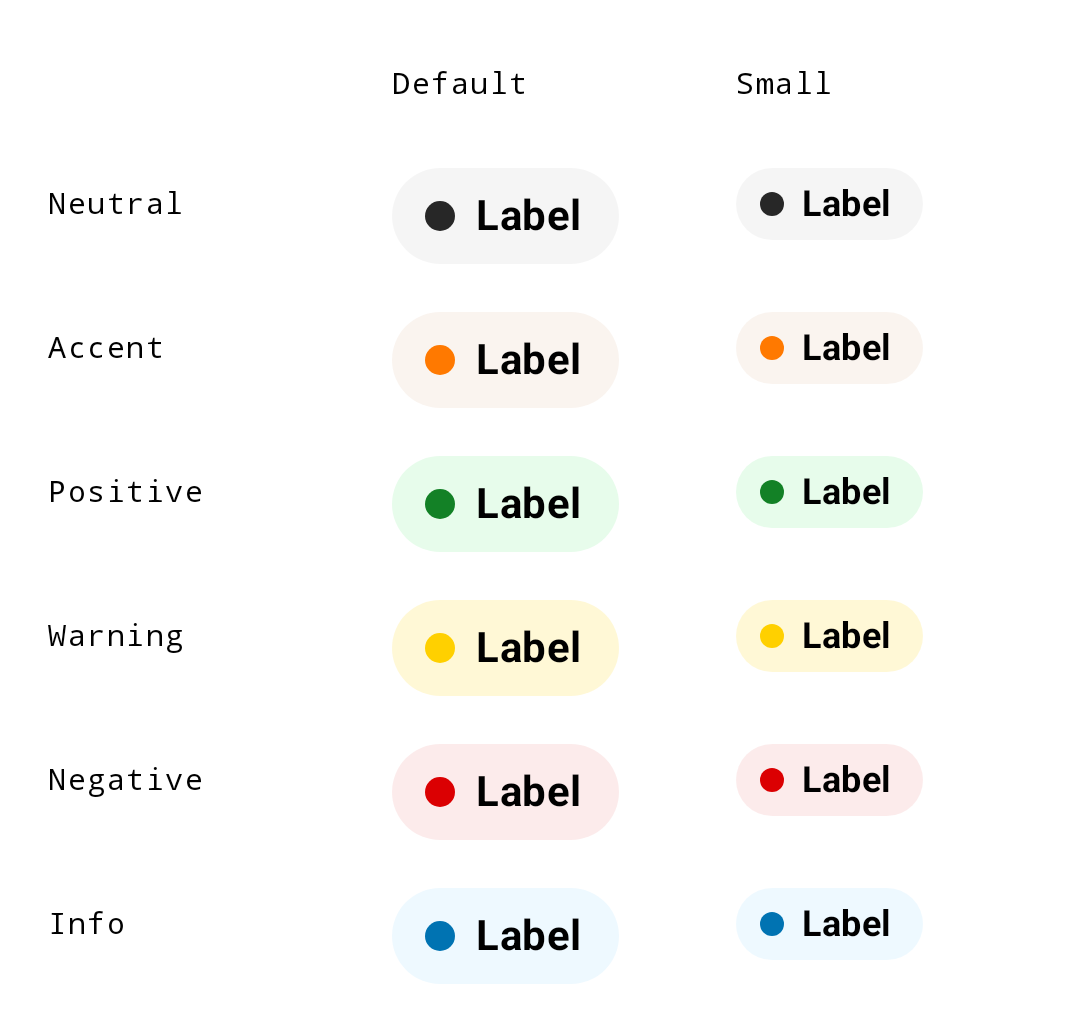 Default Small
Neutral Label Label
Accent Label Label
Positive Label Label
Warning Label Label
Negative Label Label
Info Label Label